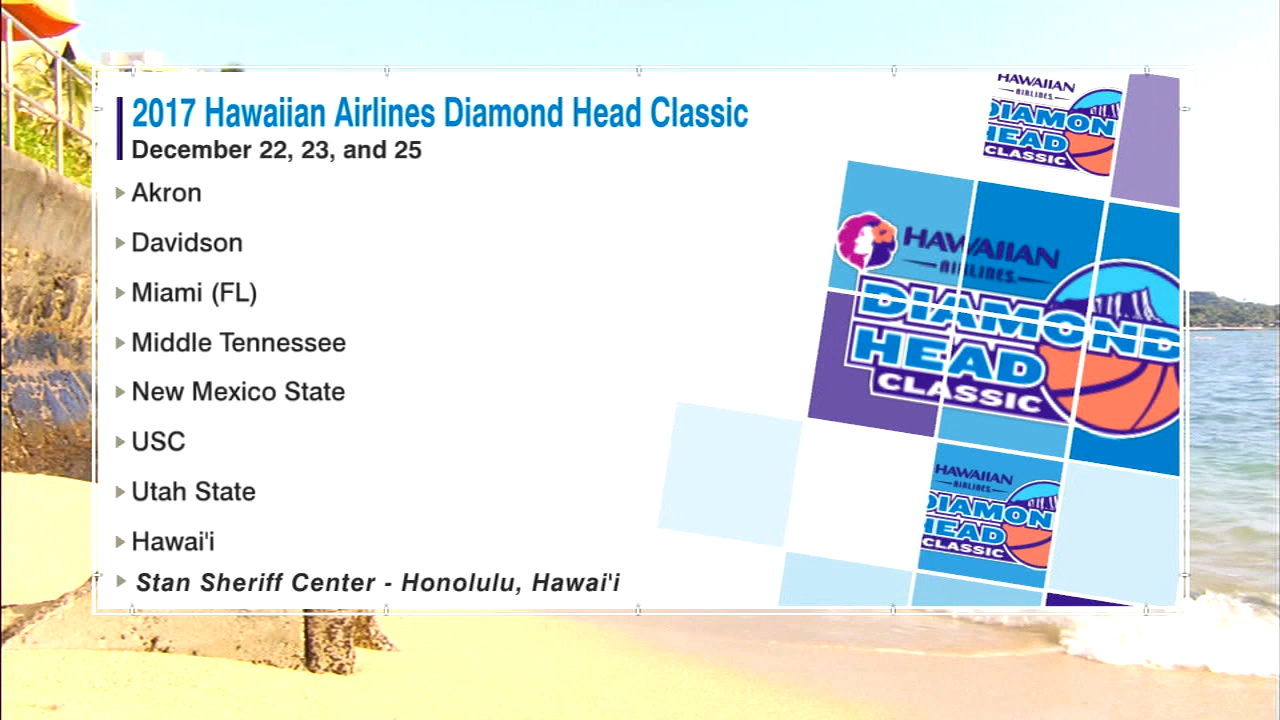 2017 Hawaiian Airlines Diamond Head Classic
December 22, 23, and 25
Akron
Davidson
Miami (FL)
Middle Tennessee
New Mexico State
USC
Utah State
Hawai'i
Stan Sheriff Center - Honolulu, Hawai'i
HAWAIIAN
AIRLINES
DIAMON
HEAD
CLASSIC
HAWAIIAN
AIRLINES
DIAMOND
HEAD
CLASSIC
HAWAIIAN
AIRLINES
DIAMON
HEAD
CLASSIC